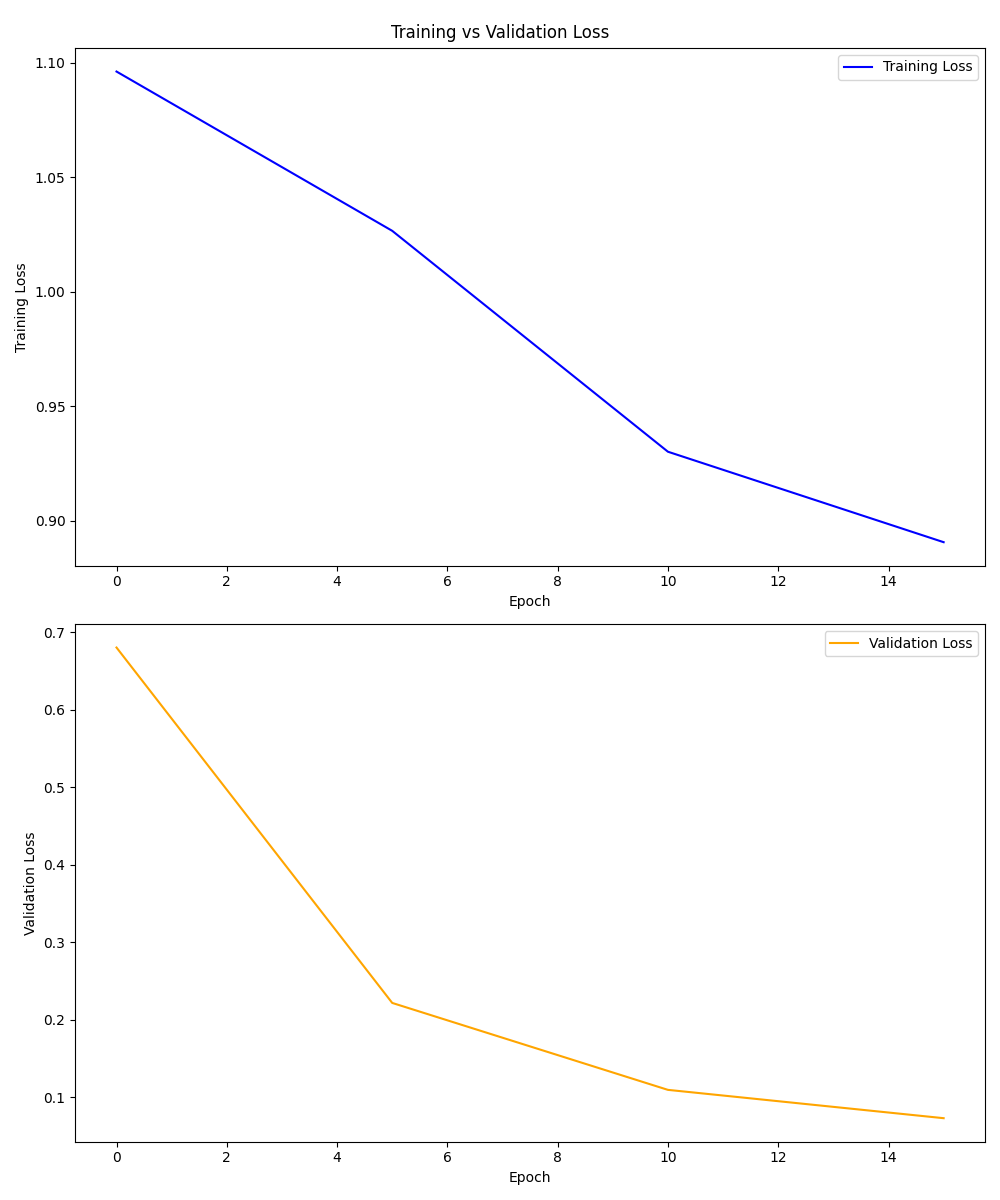 Training vs Validation Loss
Training Loss
1.10
1.05
1.00
0.95
0.90
Training Loss
0 2 4 6 8 10 12 14
Epoch
Validation Loss
0.7
0.6
0.5
0.4
0.3
0.2
0.1
Validation Loss
0 2 4 6 8 10 12 14
Epoch